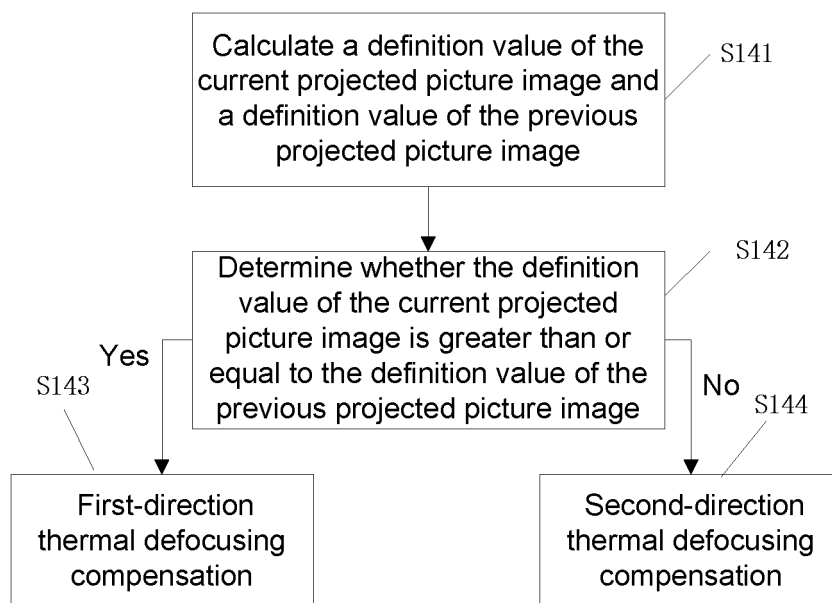 Calculate a definition value of the
current projected picture image and
a definition value of the previous
projected picture image
S141
Determine whether the definition
value of the current projected
picture image is greater than or
equal to the definition value of the
previous projected picture image
S142
Yes
No
S143
S144
First-direction
thermal defocusing
compensation
Second-direction
thermal defocusing
compensation